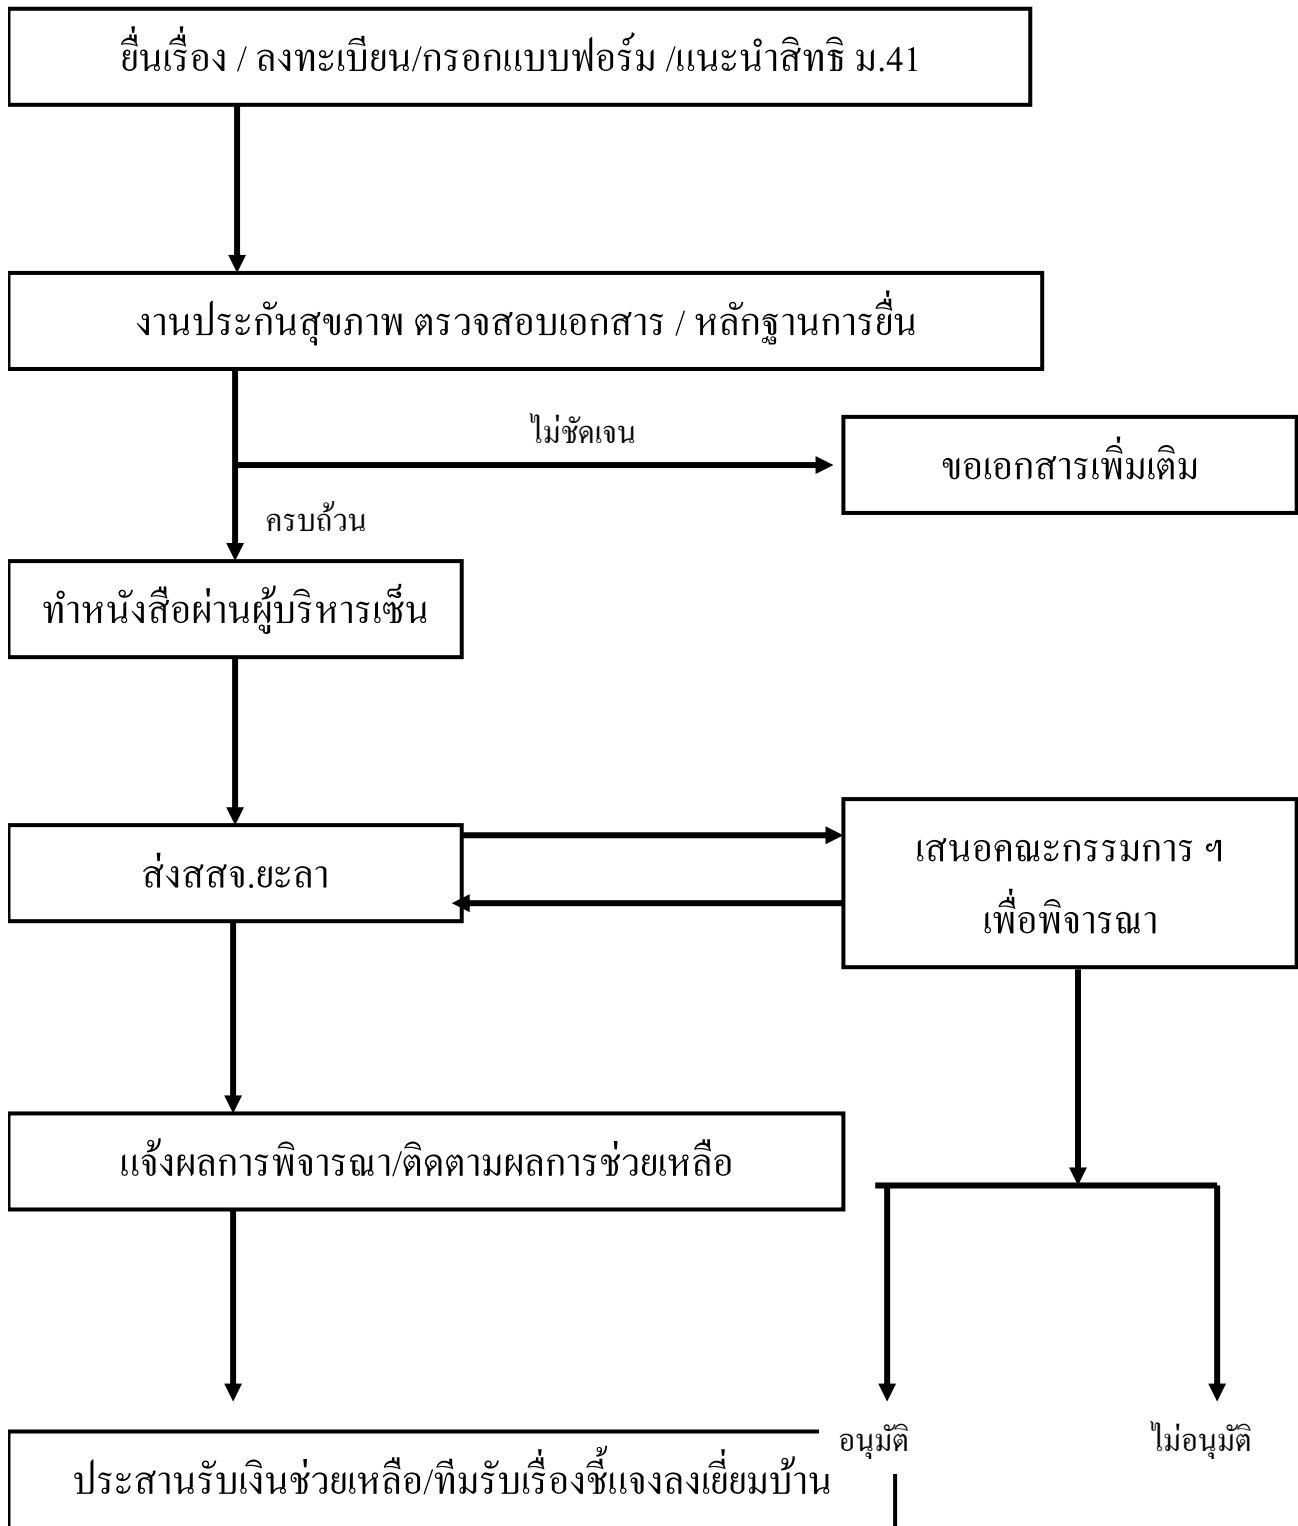 ยื่นเรื่อง / ลงทะเบียน/กรอกแบบฟอร์ม /แนะนำสิทธิ ม.41
งานประกันสุขภาพ ตรวจสอบเอกสาร / หลักฐานการยื่น
ไม่ชัดเจน
ขอเอกสารเพิ่มเติม
ครบถ้วน
ทำหนังสือผ่านผู้บริหารเซ็น
ส่งสสจ.ยะลา
เสนอคณะกรรมการ ฯ
เพื่อพิจารณา
แจ้งผลการพิจารณา/ติดตามผลการช่วยเหลือ
อนุมัติ
ไม่อนุมัติ
ประสานรับเงินช่วยเหลือ/ทีมรับเรื่องชี้แจงลงเยี่ยมบ้าน